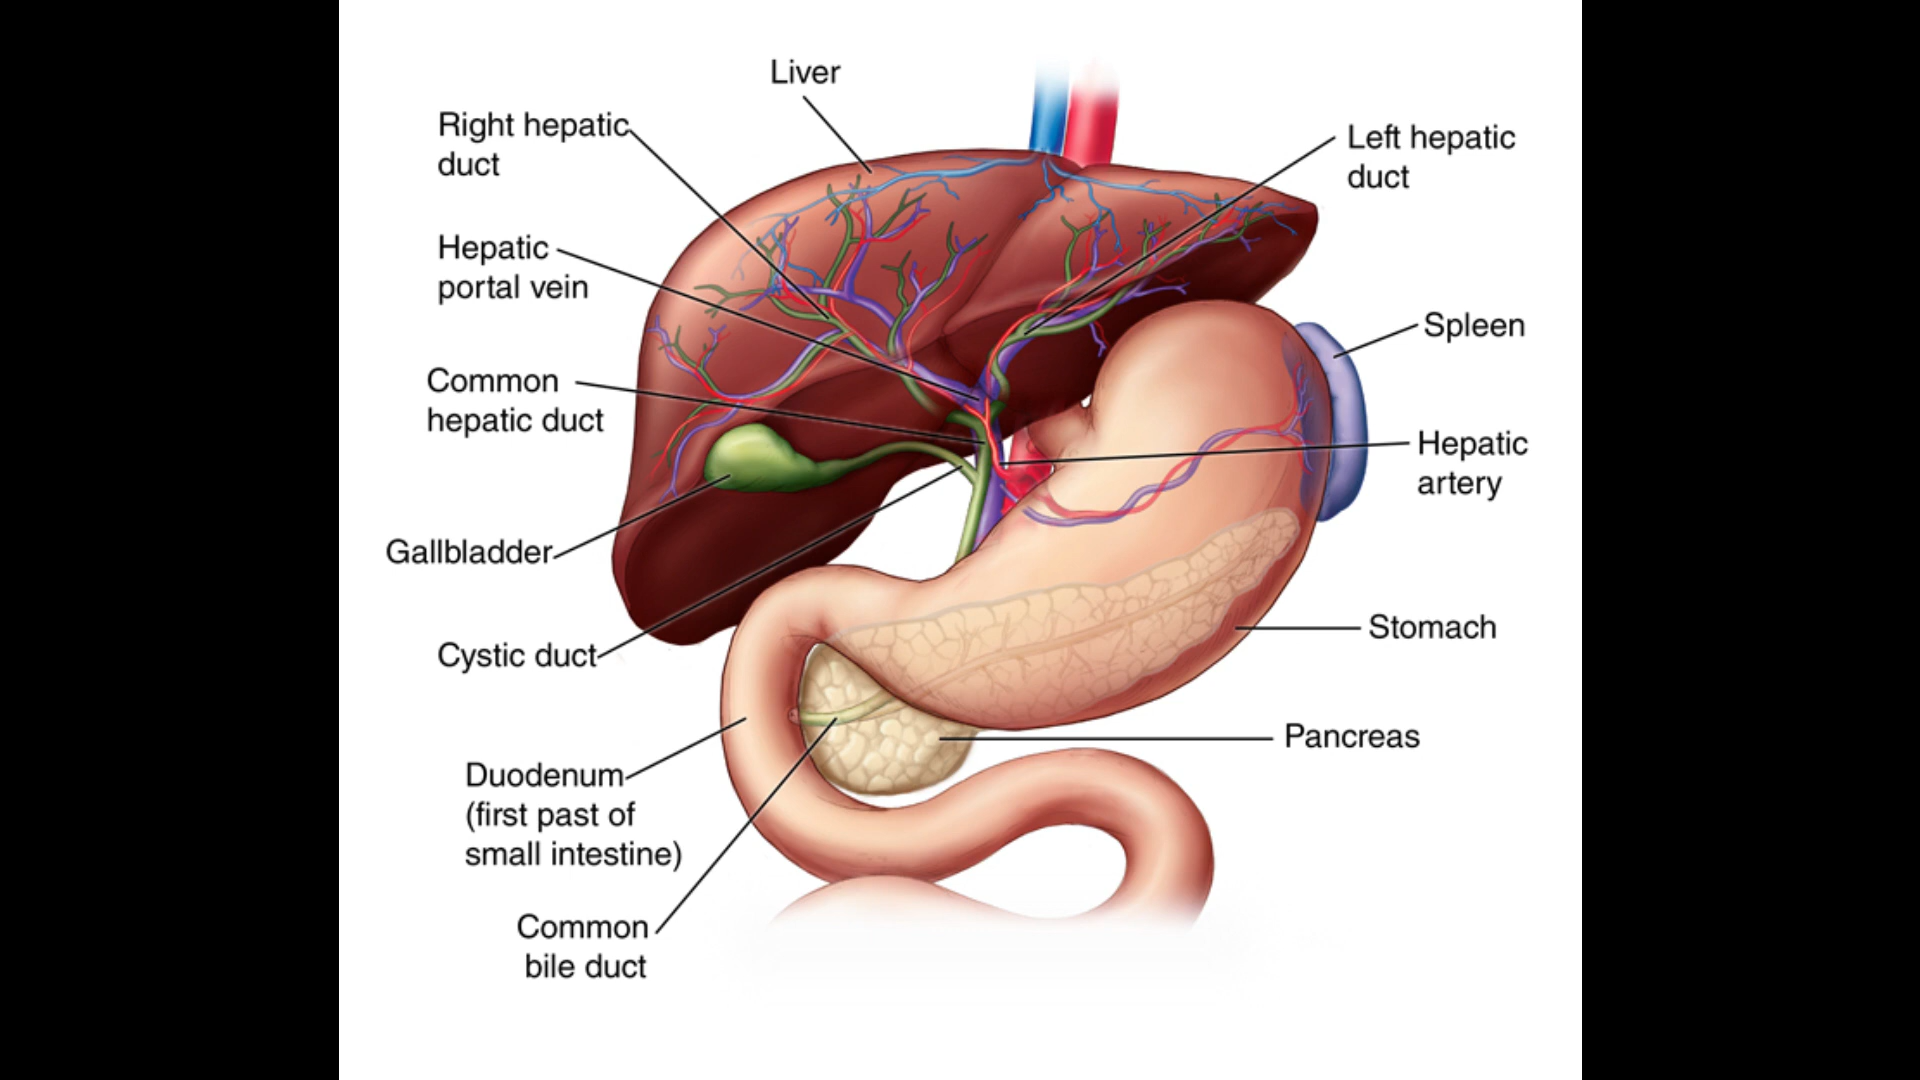 Liver
Right hepatic
duct
Left hepatic
duct
Hepatic
portal vein
Spleen
Common
hepatic duct
Hepatic
artery
Gallbladder
Stomach
Cystic duct
Pancreas
Duodenum
(first past of
small intestine)
Common
bile duct